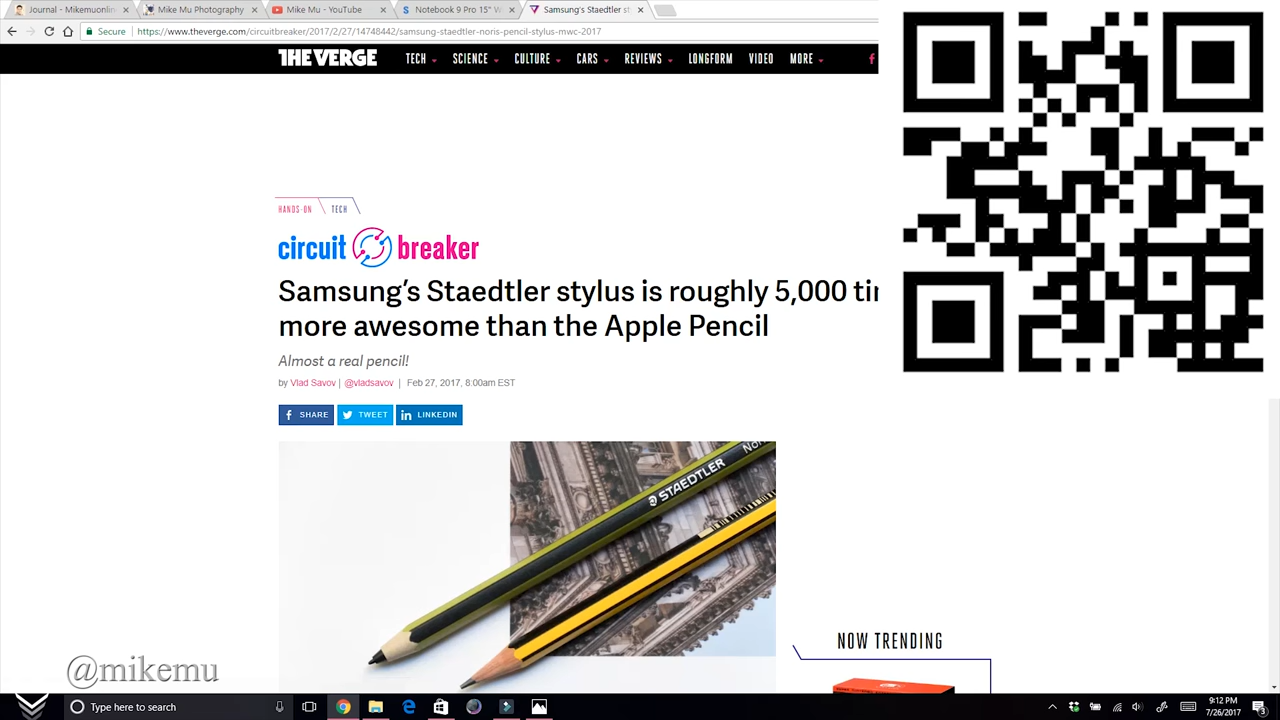 Journal - Mikemuonlin
Mike Mu Photography
Mike Mu - YouTube
Notebook 9 Pro 15" W
Samsung's Staedtler st
Secure
https://www.theverge.com/circuitbreaker/2017/2/27/14748442/samsung-staedtler-noris-pencil-stylus-mwc-2017
THE VERGE
TECH
SCIENCE
CULTURE
CARS
REVIEWS
LONGFORM
VIDEO
MORE
HANDS-ON
TECH
circuit breaker
Samsung's Staedtler stylus is roughly 5,000 tim
more awesome than the Apple Pencil
Almost a real pencil!
by Vlad Savov | @vladsavov | Feb 27, 2017, 8:00am EST
SHARE
TWEET
LINKEDIN
STAEDTLER
Nori
NOW TRENDING
@mikemu
Type here to search
9:12 PM
7/26/2017
3